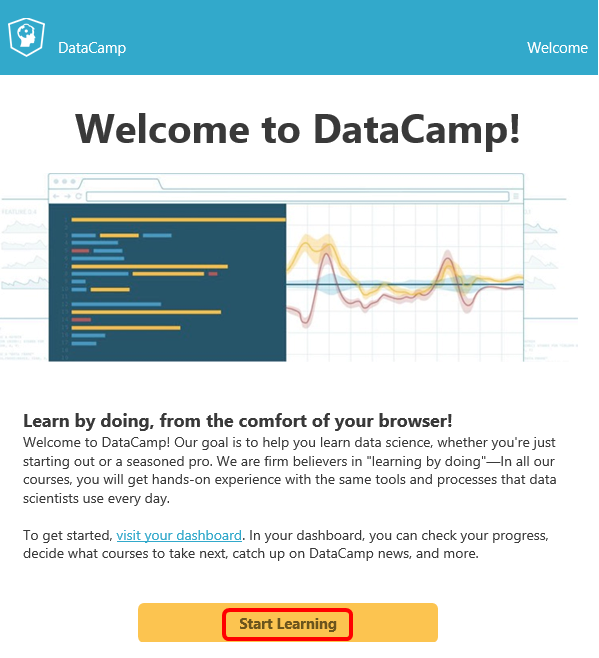 DataCamp
Welcome
Welcome to DataCamp!
Learn by doing, from the comfort of your browser!
Welcome to DataCamp! Our goal is to help you learn data science, whether you're just
starting out or a seasoned pro. We are firm believers in "learning by doing"—In all our
courses, you will get hands-on experience with the same tools and processes that data
scientists use every day.
To get started, visit your dashboard. In your dashboard, you can check your progress,
decide what courses to take next, catch up on DataCamp news, and more.
Start Learning